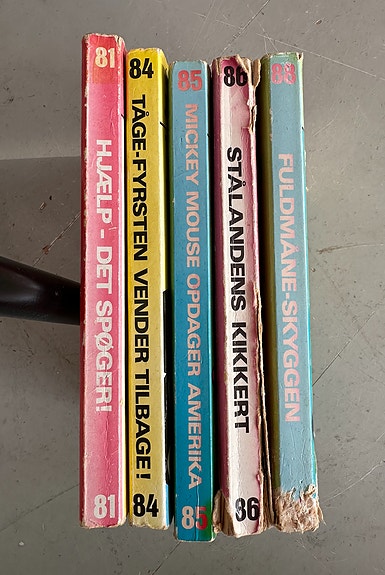 81
HJÆLP - DET SPØGER!
81
84
TÅGE-FYRSTEN VENDER TILBAGE!
84
85
MICKEY MOUSE OPDAGER AMERIKA
85
86
STÅLANDENS KIKKERT
86
88
FULDMÅNE-SKYGGEN